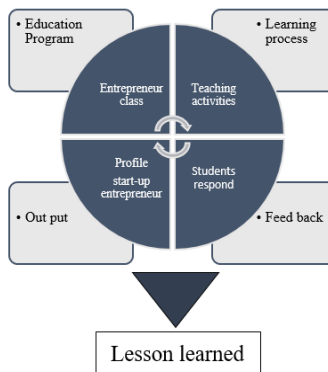 • Education
Program
• Learning
process
Entrepreneur
class
Teaching
activities
Profile
start-up
entrepreneur
Students
respond
• Out put
• Feed back
Lesson learned